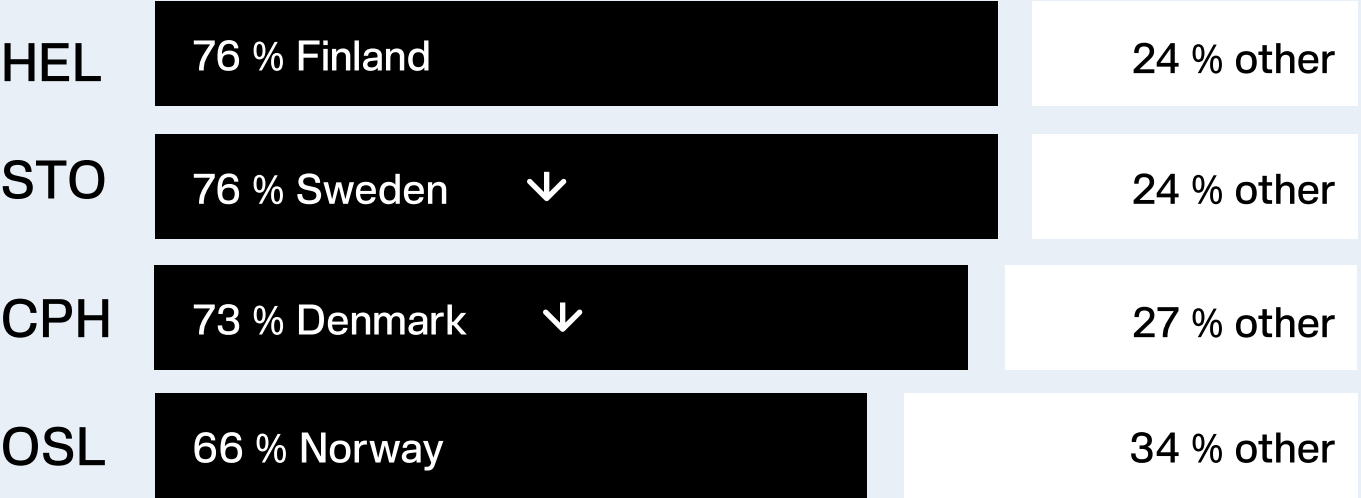 HEL 76 % Finland 24 % other
STO 76 % Sweden ↓ 24 % other
CPH 73 % Denmark ↓ 27 % other
OSL 66 % Norway 34 % other